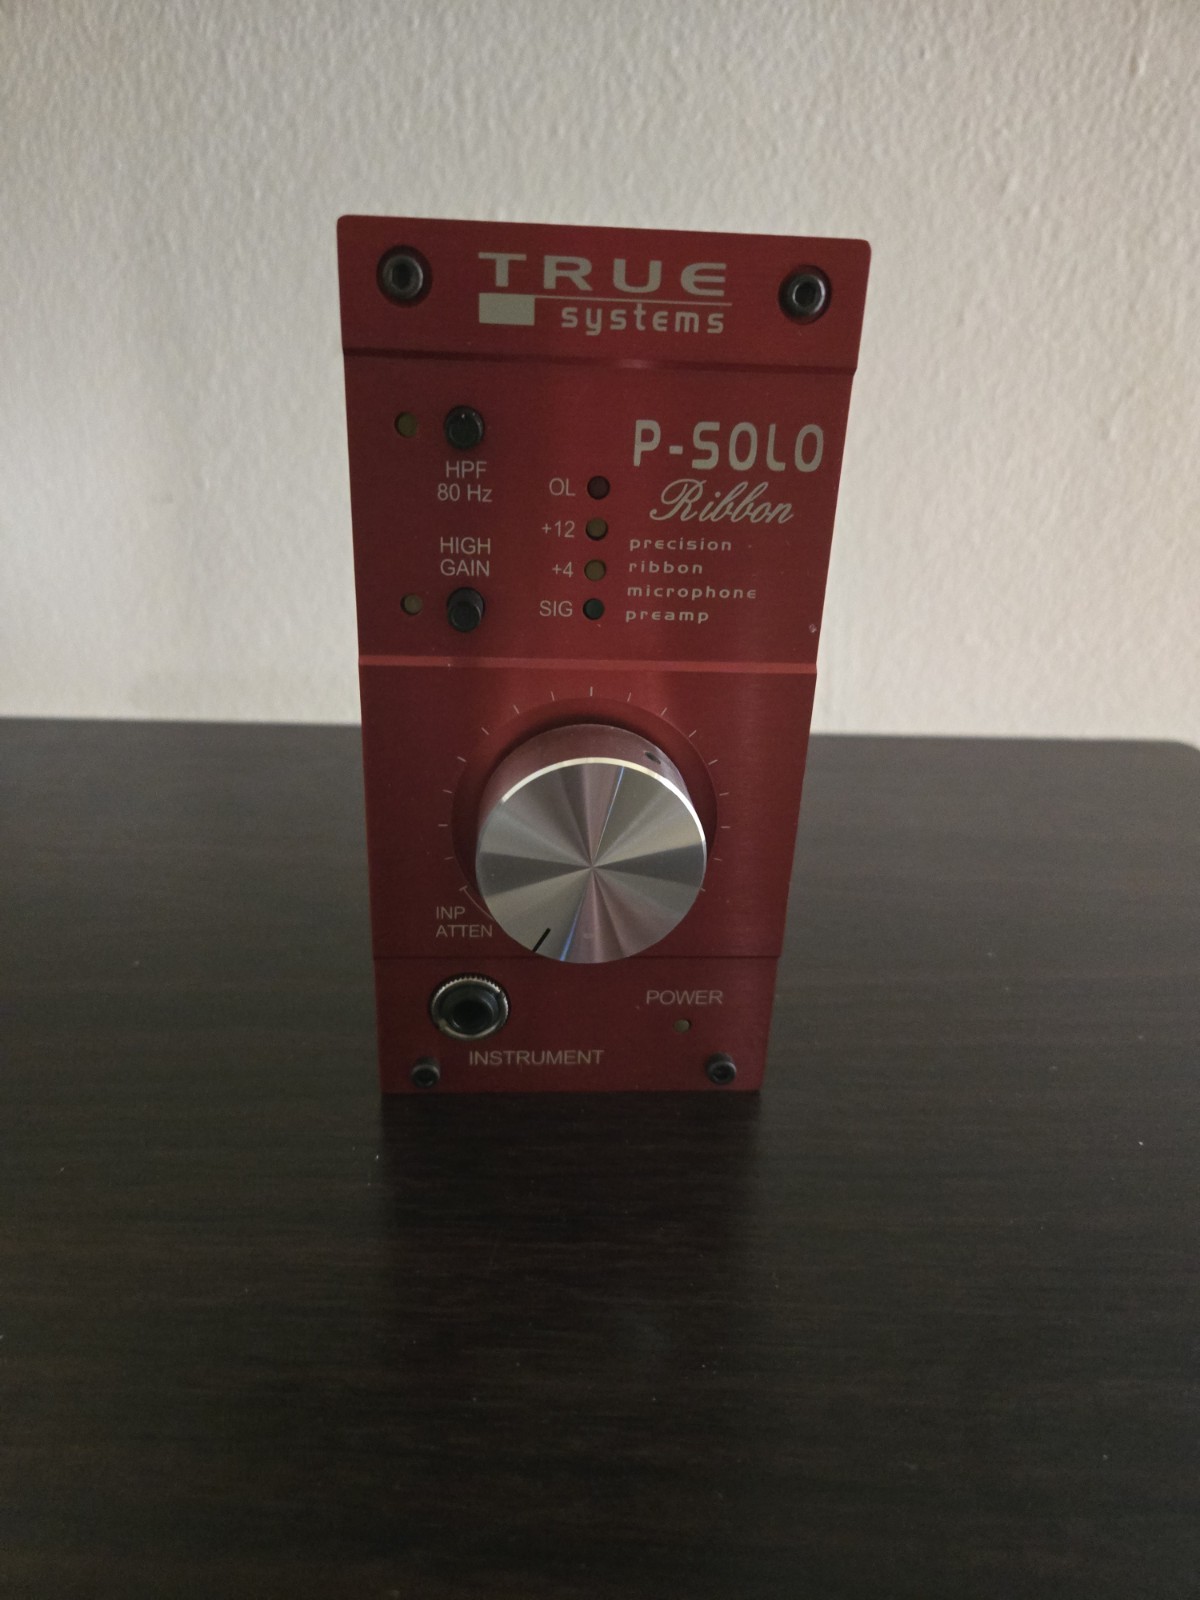 TRUE
systems
P-SOLO
Ribbon
precision
ribbon
microphone
preamp
HPF
80 Hz
HIGH
GAIN
OL
+12
+4
SIG
INP
ATTEN
POWER
INSTRUMENT